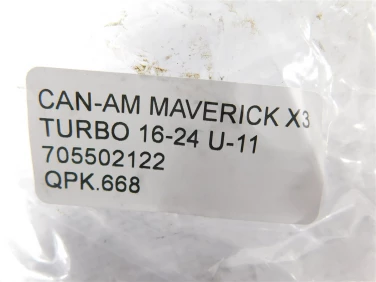 CAN-AM MAVERICK X3
TURBO 16-24 U-11
705502122
QPK.668